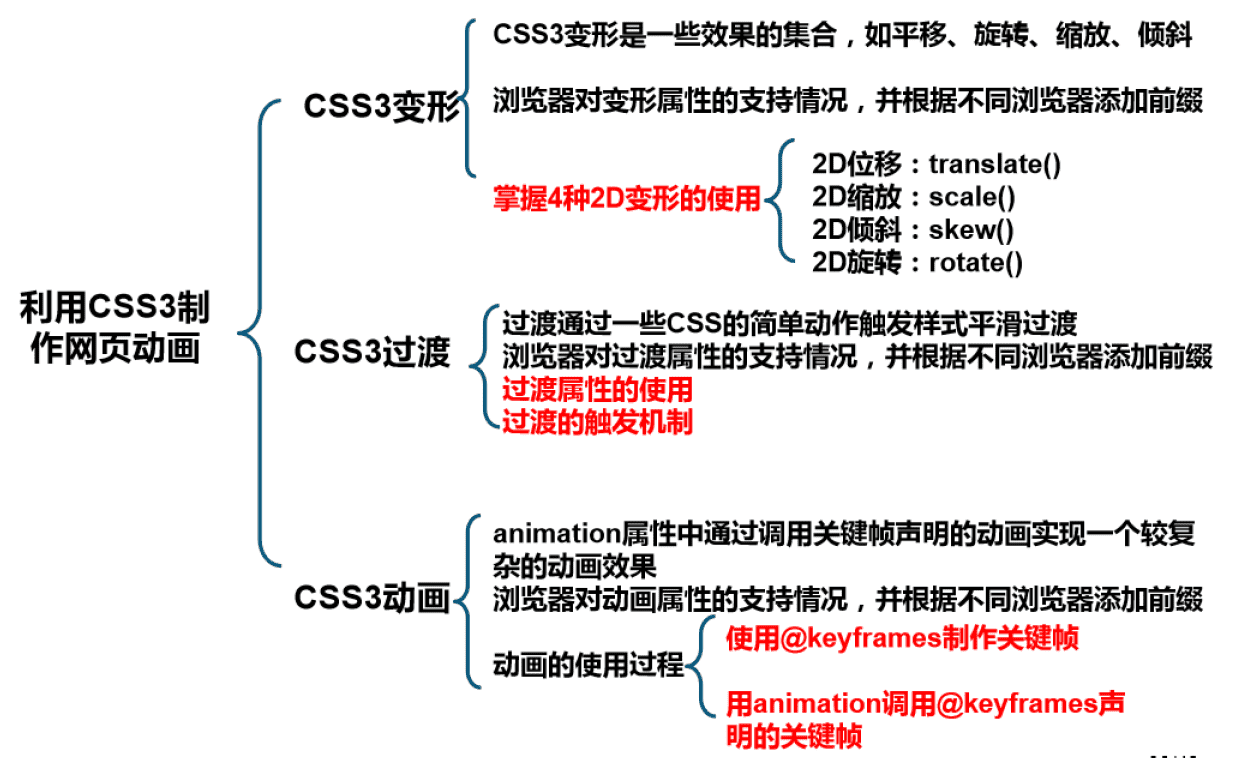 利用CSS3制
作网页动画
CSS3变形
CSS3变形是一些效果的集合，如平移、旋转、缩放、倾斜
浏览器对变形属性的支持情况，并根据不同浏览器添加前缀
掌握4种2D变形的使用
2D位移：translate()
2D缩放：scale()
2D倾斜：skew()
2D旋转：rotate()
CSS3过渡
过渡通过一些CSS的简单动作触发样式平滑过渡
浏览器对过渡属性的支持情况，并根据不同浏览器添加前缀
过渡属性的使用
过渡的触发机制
CSS3动画
animation属性中通过调用关键帧声明的动画实现一个较复
杂的动画效果
浏览器对动画属性的支持情况，并根据不同浏览器添加前缀
动画的使用过程
使用@keyframes制作关键帧
用animation调用@keyframes声
明的关键帧